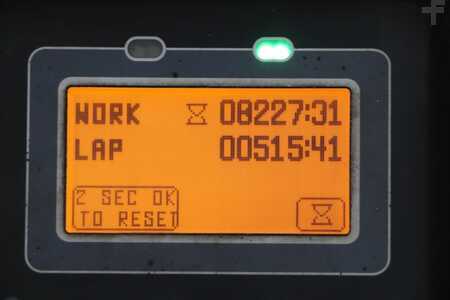 WORK 08227:31
LAP 00515:41
2 SEC OK
TO RESET